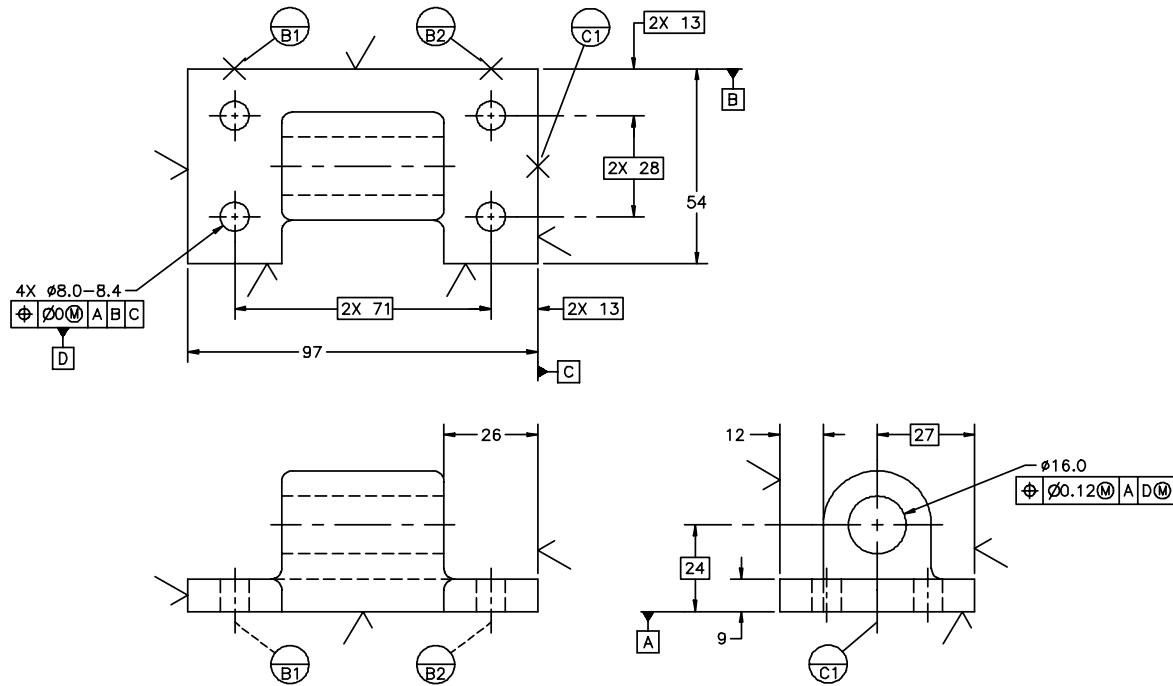 B1
B2
C1
2X 13
B
2X 28
54
4X ø8.0-8.4
⌖ Ø0Ⓜ A B C
D
2X 71
2X 13
97
C
26
12
27
ø16.0
⌖ Ø0.12Ⓜ A DⓂ
24
9
A
B1
B2
C1